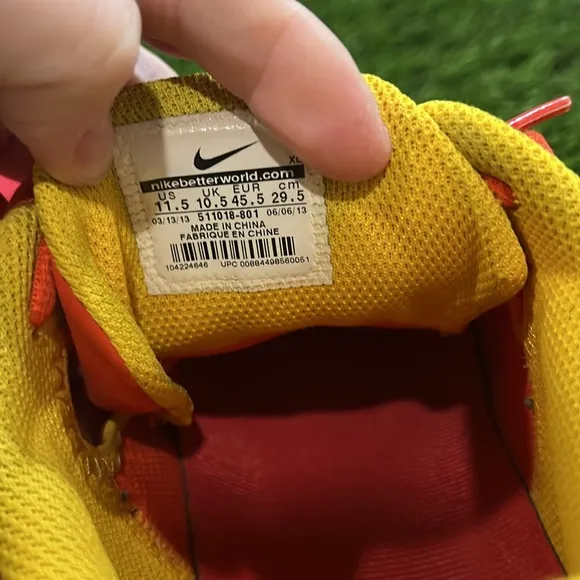 XL
nikebetterworld.com
US UK EUR cm
11.5 10.5 45.5 29.5
03/13/13 511018-801 06/06/13
MADE IN CHINA
FABRIQUE EN CHINE
104224646 UPC 00884498560051